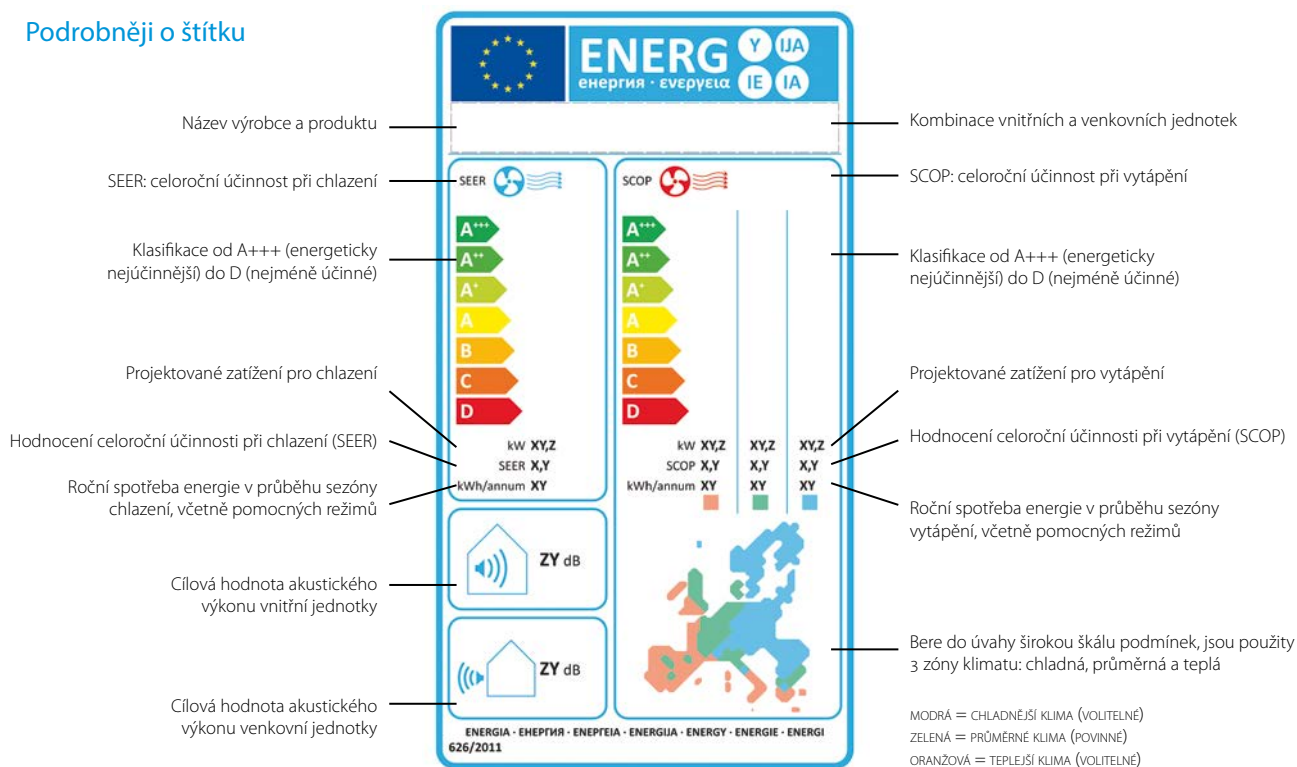 Podrobněji o štítku
ENERG Y IJA
енергия · ενεργεια IE IA
Název výrobce a produktu
Kombinace vnitřních a venkovních jednotek
SEER: celoroční účinnost při chlazení
SEER
SCOP
SCOP: celoroční účinnost při vytápění
Klasifikace od A+++ (energeticky
nejúčinnější) do D (nejméně účinné)
A+++
A++
A+
A
B
C
D
A+++
A++
A+
A
B
C
D
Klasifikace od A+++ (energeticky
nejúčinnější) do D (nejméně účinné)
Projektované zatížení pro chlazení
Hodnocení celoroční účinnosti při chlazení (SEER)
Roční spotřeba energie v průběhu sezóny
chlazení, včetně pomocných režimů
kW XY,Z
SEER X,Y
kWh/annum XY
kW XY,Z XY,Z XY,Z
SCOP X,Y X,Y X,Y
kWh/annum XY XY XY
Projektované zatížení pro vytápění
Hodnocení celoroční účinnosti při vytápění (SCOP)
Roční spotřeba energie v průběhu sezóny
vytápění, včetně pomocných režimů
ZY dB
Cílová hodnota akustického
výkonu vnitřní jednotky
ZY dB
Cílová hodnota akustického
výkonu venkovní jednotky
Bere do úvahy širokou škálu podmínek, jsou použity
3 zóny klimatu: chladná, průměrná a teplá
MODRÁ = CHLADNĚJŠÍ KLIMA (VOLITELNÉ)
ZELENÁ = PRŮMĚRNÉ KLIMA (POVINNÉ)
ORANŽOVÁ = TEPLEJŠÍ KLIMA (VOLITELNÉ)
ENERGIA · ЕНЕРГИЯ · ΕΝΕΡΓΕΙΑ · ENERGIJA · ENERGY · ENERGIE · ENERGI
626/2011